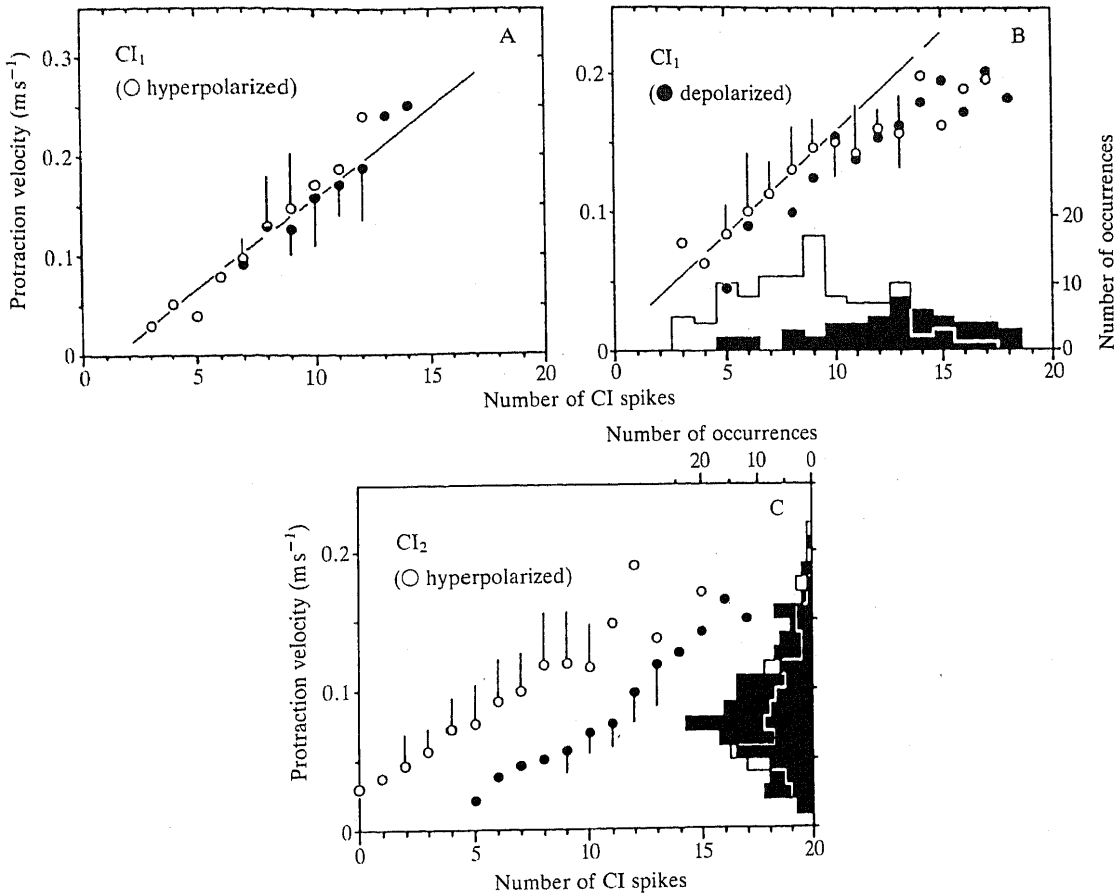 A
CI₁
(○ hyperpolarized)
Protraction velocity (m s⁻¹)
0.3
0.2
0.1
0
0 5 10 15 20
B
CI₁
(● depolarized)
0.2
0.1
0
0 5 10 15 20
20
10
0
Number of occurrences
Number of CI spikes
Number of occurrences
20 10 0
C
CI₂
(○ hyperpolarized)
Protraction velocity (m s⁻¹)
0.2
0.1
0
0 5 10 15 20
Number of CI spikes